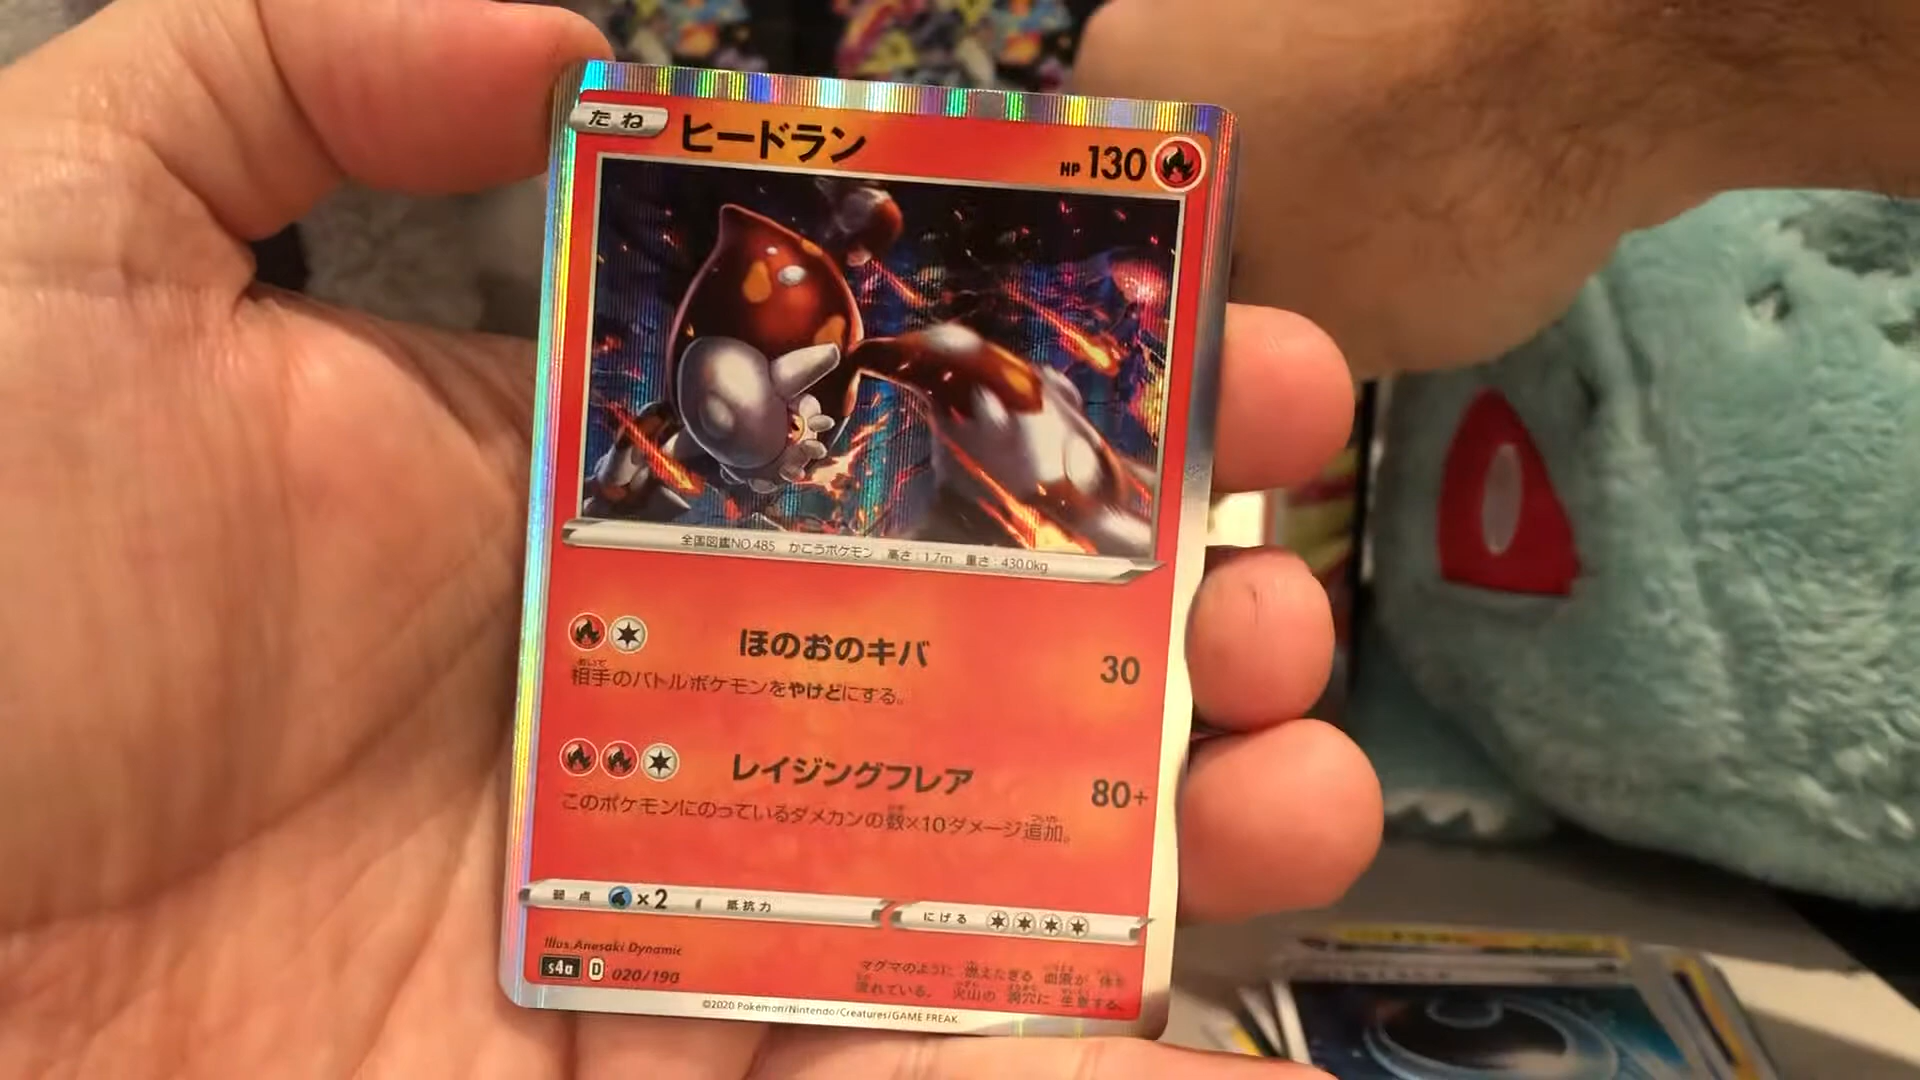 たね ヒードラン HP 130
全国図鑑NO.485 かこうポケモン 高さ：1.7m 重さ：430.0kg
ほのおのキバ 30
相手のバトルポケモンをやけどにする。
レイジングフレア 80+
このポケモンにのっているダメカンの数×10ダメージ追加。
弱点 ×2 抵抗力 にげる
Illus.Anesaki Dynamic
s4a D 020/190
マグマのように 燃えたぎる 血液が 体を
流れている。 火山の 洞穴に 生息する。
©2020 Pokémon/Nintendo/Creatures/GAME FREAK.